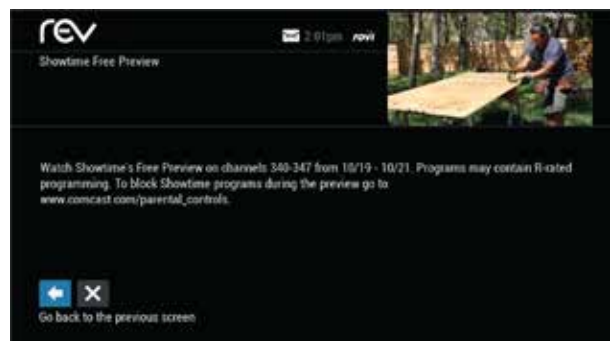 rev
2:01pm rovi
Showtime Free Preview
Watch Showtime's Free Preview on channels 340-347 from 10/19 - 10/21. Programs may contain R-rated
programming. To block Showtime programs during the preview go to:
www.comcast.com/parental_controls.
Go back to the previous screen